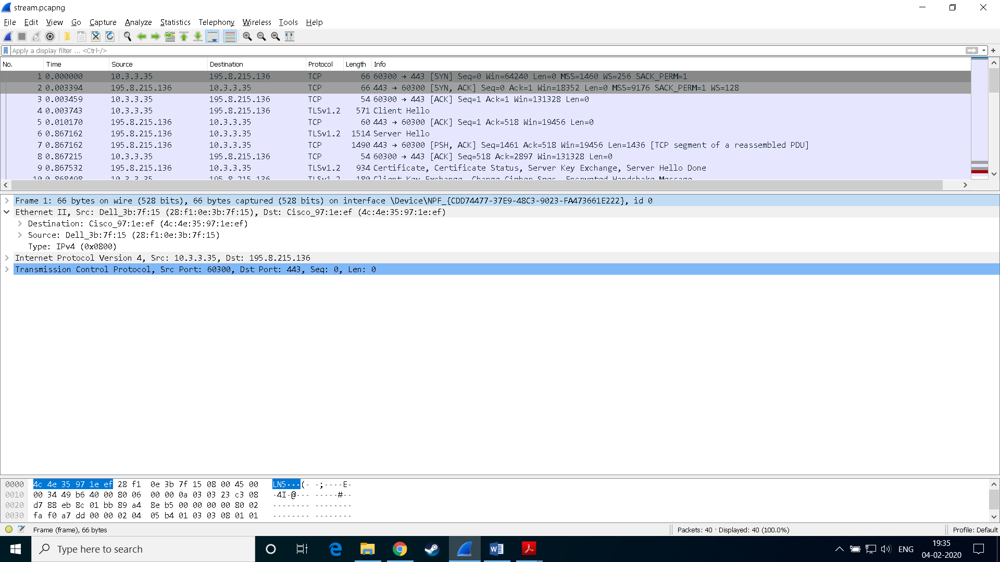 stream.pcapng
File Edit View Go Capture Analyze Statistics Telephony Wireless Tools Help
Apply a display filter ... <Ctrl-/>
No. Time Source Destination Protocol Length Info
1 0.000000 10.3.3.35 195.8.215.136 TCP 66 60300 → 443 [SYN] Seq=0 Win=64240 Len=0 MSS=1460 WS=256 SACK_PERM=1
2 0.003394 195.8.215.136 10.3.3.35 TCP 66 443 → 60300 [SYN, ACK] Seq=0 Ack=1 Win=18352 Len=0 MSS=9176 SACK_PERM=1 WS=128
3 0.003459 10.3.3.35 195.8.215.136 TCP 54 60300 → 443 [ACK] Seq=1 Ack=1 Win=131328 Len=0
4 0.003743 10.3.3.35 195.8.215.136 TLSv1.2 571 Client Hello
5 0.010170 195.8.215.136 10.3.3.35 TCP 60 443 → 60300 [ACK] Seq=1 Ack=518 Win=19456 Len=0
6 0.867162 195.8.215.136 10.3.3.35 TLSv1.2 1514 Server Hello
7 0.867162 195.8.215.136 10.3.3.35 TCP 1490 443 → 60300 [PSH, ACK] Seq=1461 Ack=518 Win=19456 Len=1436 [TCP segment of a reassembled PDU]
8 0.867215 10.3.3.35 195.8.215.136 TCP 54 60300 → 443 [ACK] Seq=518 Ack=2897 Win=131328 Len=0
9 0.867532 195.8.215.136 10.3.3.35 TLSv1.2 934 Certificate, Certificate Status, Server Key Exchange, Server Hello Done
10 0.868498 10.3.3.35 195.8.215.136 TLSv1.2 180 Client Key Exchange, Change Cipher Spec, Encrypted Handshake Message
Frame 1: 66 bytes on wire (528 bits), 66 bytes captured (528 bits) on interface \Device\NPF_{CDD74477-37E9-48C3-9023-FA473661E222}, id 0
Ethernet II, Src: Dell_3b:7f:15 (28:f1:0e:3b:7f:15), Dst: Cisco_97:1e:ef (4c:4e:35:97:1e:ef)
Destination: Cisco_97:1e:ef (4c:4e:35:97:1e:ef)
Source: Dell_3b:7f:15 (28:f1:0e:3b:7f:15)
Type: IPv4 (0x0800)
Internet Protocol Version 4, Src: 10.3.3.35, Dst: 195.8.215.136
Transmission Control Protocol, Src Port: 60300, Dst Port: 443, Seq: 0, Len: 0
0000 4c 4e 35 97 1e ef 28 f1 0e 3b 7f 15 08 00 45 00 LN5···(· ·;····E·
0010 00 34 49 b6 40 00 80 06 00 00 0a 03 03 23 c3 08 ·4I·@··· ·····#··
0020 d7 88 eb 8c 01 bb 89 a4 8e b5 00 00 00 00 80 02 ········ ········
0030 fa f0 a7 dd 00 00 02 04 05 b4 01 03 03 08 01 01 ········ ········
Frame (frame), 66 bytes
Packets: 40 · Displayed: 40 (100.0%)
Profile: Default
Type here to search
ENG
19:35
04-02-2020